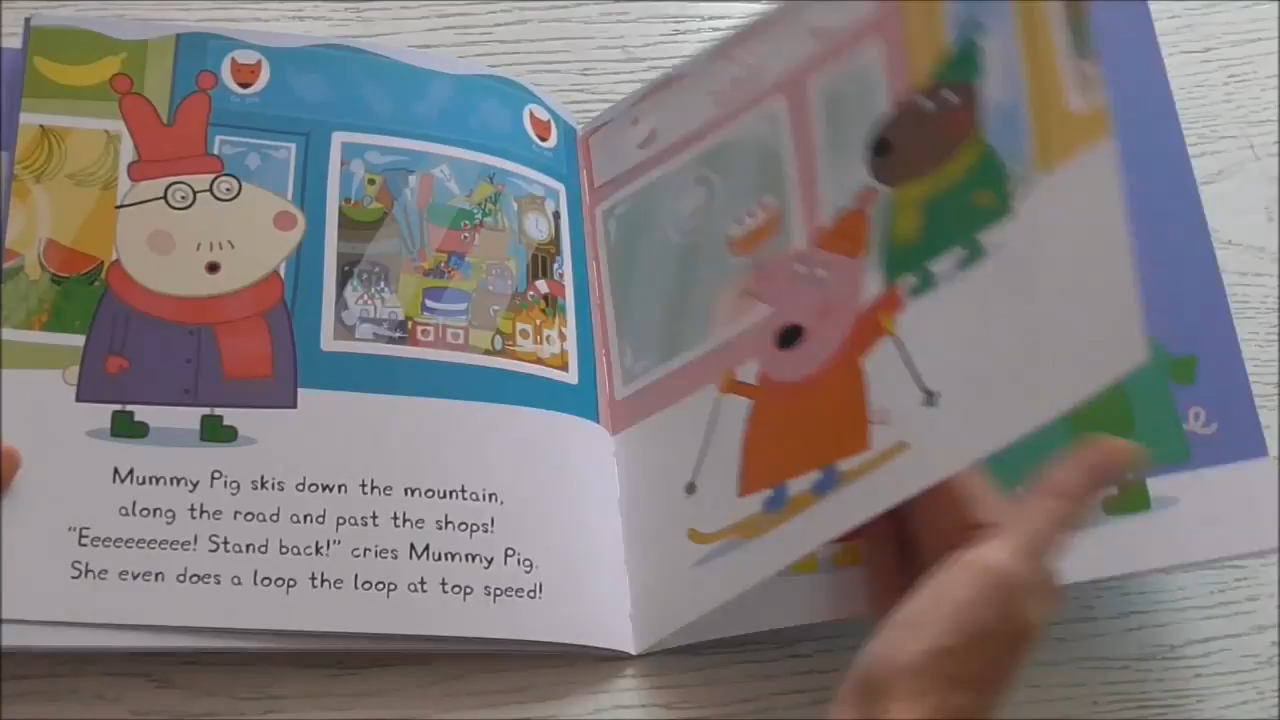 Mummy Pig skis down the mountain,
along the road and past the shops!
"Eeeeeeeeee! Stand back!" cries Mummy Pig.
She even does a loop the loop at top speed!